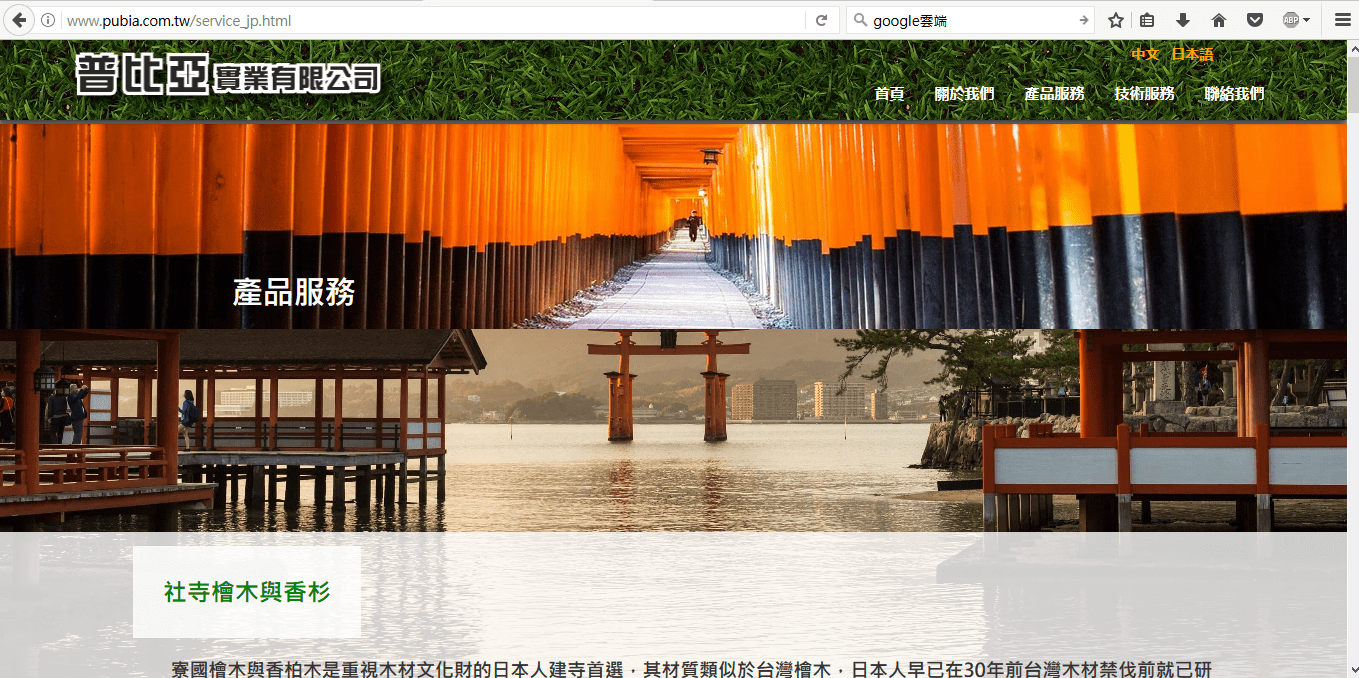 www.pubia.com.tw/service_jp.html
google雲端
ABP
普比亞實業有限公司
中文 日本語
首頁 關於我們 產品服務 技術服務 聯絡我們
產品服務
社寺檜木與香杉
寮國檜木與香柏木是重視木材文化財的日本人建寺首選，其材質類似於台灣檜木，日本人早已在30年前台灣木材禁伐前就已研